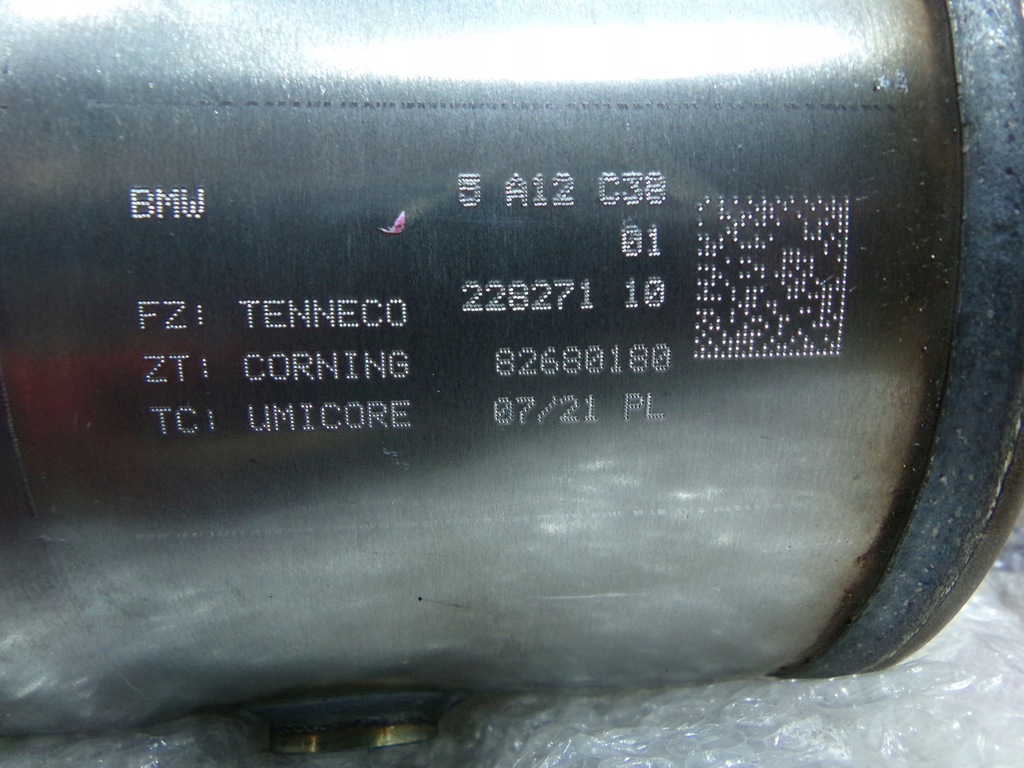 BMW 5 A12 C38
01
228271 10
FZ: TENNECO
ZT: CORNING 82680180
TC: UMICORE 07/21 PL